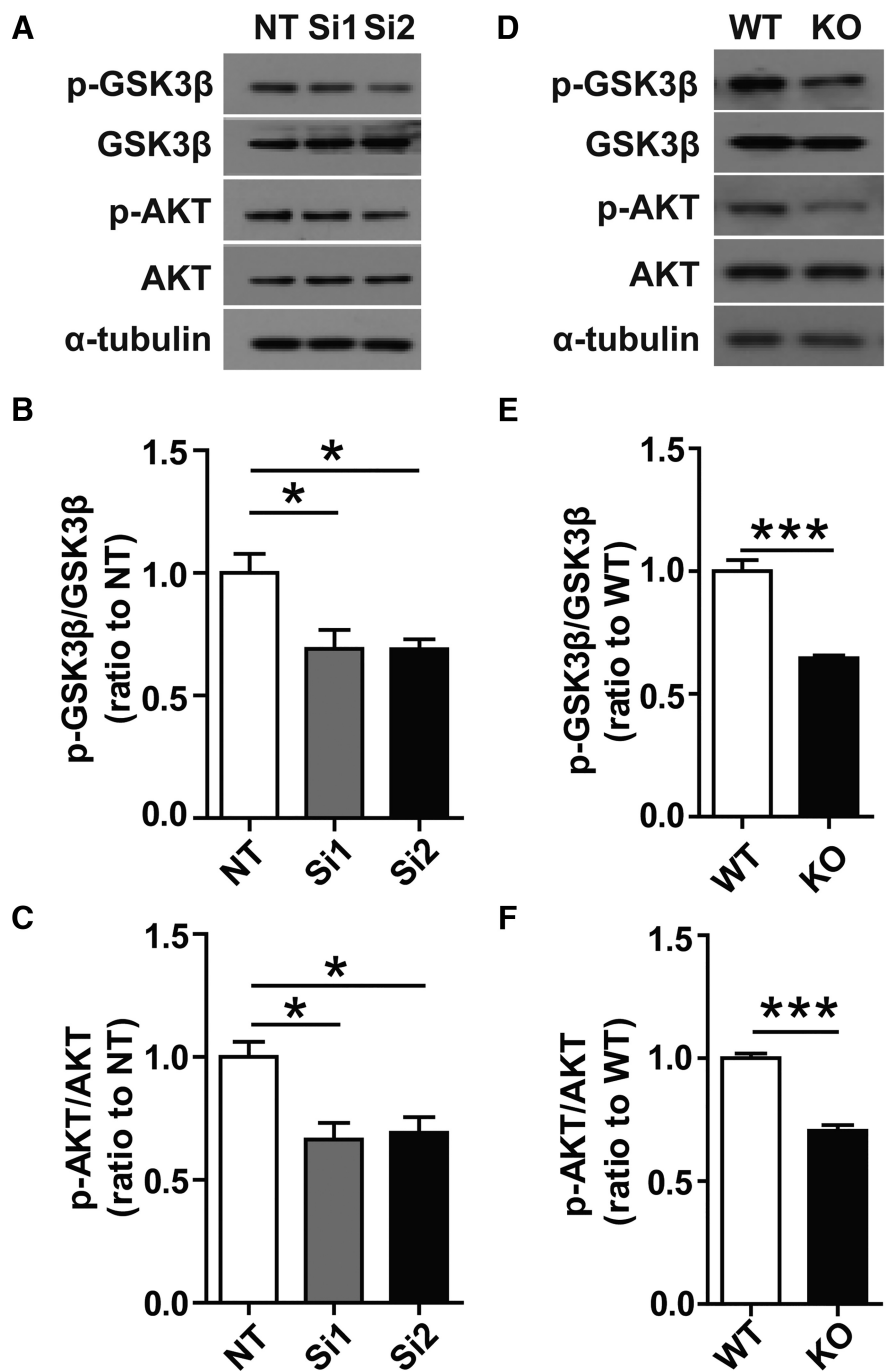 A
NT Si1 Si2
p-GSK3β
GSK3β
p-AKT
AKT
α-tubulin
B
p-GSK3β/GSK3β
(ratio to NT)
1.5
1.0
0.5
0.0
*
*
NT
Si1
Si2
C
p-AKT/AKT
(ratio to NT)
1.5
1.0
0.5
0.0
*
*
NT
Si1
Si2
D
WT KO
p-GSK3β
GSK3β
p-AKT
AKT
α-tubulin
E
p-GSK3β/GSK3β
(ratio to WT)
1.5
1.0
0.5
0.0
***
WT
KO
F
p-AKT/AKT
(ratio to WT)
1.5
1.0
0.5
0.0
***
WT
KO